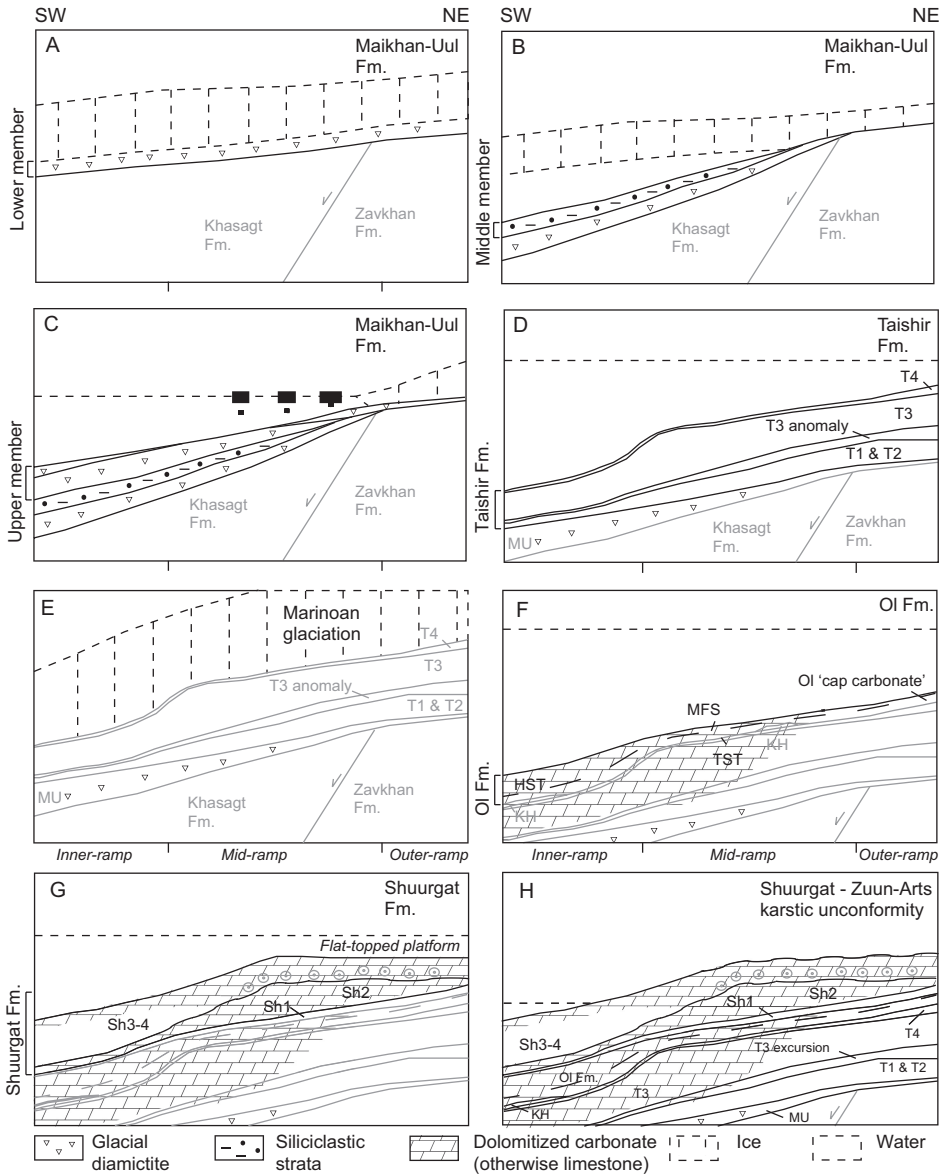 SW NE SW NE
A
Maikhan-Uul
Fm.
Lower member
Khasagt
Fm.
Zavkhan
Fm.
B
Maikhan-Uul
Fm.
Middle member
Khasagt
Fm.
Zavkhan
Fm.
C
Maikhan-Uul
Fm.
Upper member
Khasagt
Fm.
Zavkhan
Fm.
D
Taishir
Fm.
T4
T3
T3 anomaly
T1 & T2
Taishir Fm.
MU
Khasagt
Fm.
Zavkhan
Fm.
E
Marinoan
glaciation
T4
T3
T3 anomaly
T1 & T2
MU
Khasagt
Fm.
Zavkhan
Fm.
Inner-ramp Mid-ramp Outer-ramp
F
Ol Fm.
Ol 'cap carbonate'
MFS
KH
TST
HST
KH
Ol Fm.
Inner-ramp Mid-ramp Outer-ramp
G
Shuurgat
Fm.
Flat-topped platform
Sh2
Sh1
Sh3-4
Shuurgat Fm.
H
Shuurgat - Zuun-Arts
karstic unconformity
Sh2
Sh1
T4
Sh3-4
T3 excursion
T1 & T2
Ol Fm.
T3
KH
MU
Glacial
diamictite
Siliciclastic
strata
Dolomitized carbonate
(otherwise limestone)
Ice
Water